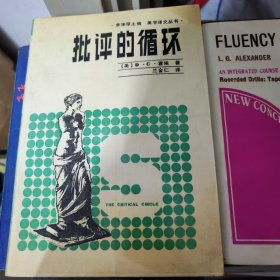 李泽厚主编 美学译文丛书
批评的循环
〔美〕D·C·霍埃 著
兰金仁 译
THE CRITICAL CIRCLE
FLUENCY
L. G. ALEXANDER
AN INTEGRATED COURSE
Recorded Drills: Tape
NEW CONC